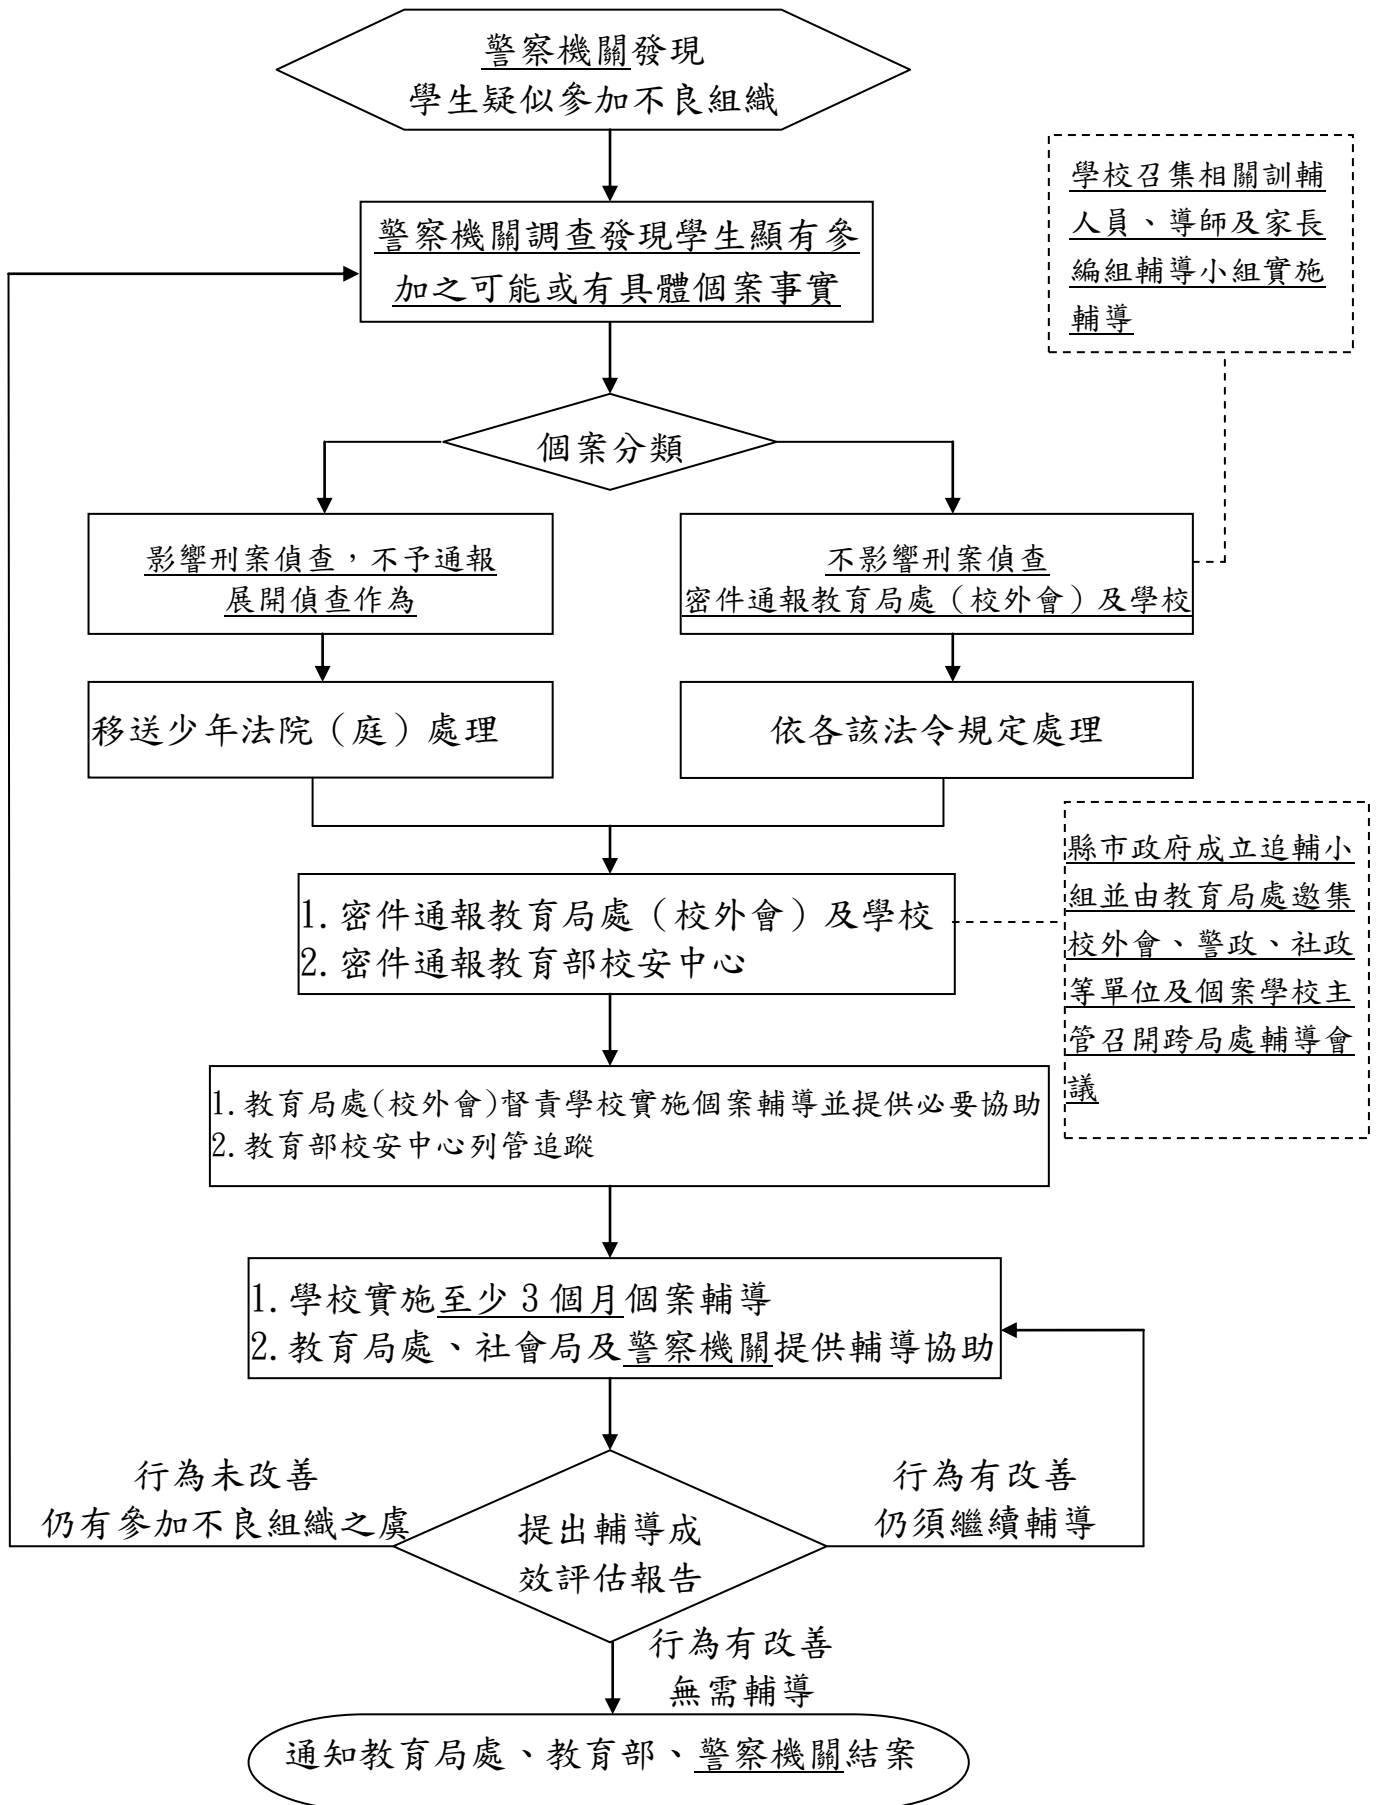 警察機關發現
學生疑似參加不良組織
學校召集相關訓輔
人員、導師及家長
編組輔導小組實施
輔導
警察機關調查發現學生顯有參
加之可能或有具體個案事實
個案分類
影響刑案偵查，不予通報
展開偵查作為
不影響刑案偵查
密件通報教育局處（校外會）及學校
移送少年法院（庭）處理
依各該法令規定處理
縣市政府成立追輔小
組並由教育局處邀集
校外會、警政、社政
等單位及個案學校主
管召開跨局處輔導會
議
1.密件通報教育局處（校外會）及學校
2.密件通報教育部校安中心
1.教育局處(校外會)督責學校實施個案輔導並提供必要協助
2.教育部校安中心列管追蹤
1.學校實施至少3個月個案輔導
2.教育局處、社會局及警察機關提供輔導協助
行為未改善
仍有參加不良組織之虞
行為有改善
仍須繼續輔導
提出輔導成
效評估報告
行為有改善
無需輔導
通知教育局處、教育部、警察機關結案